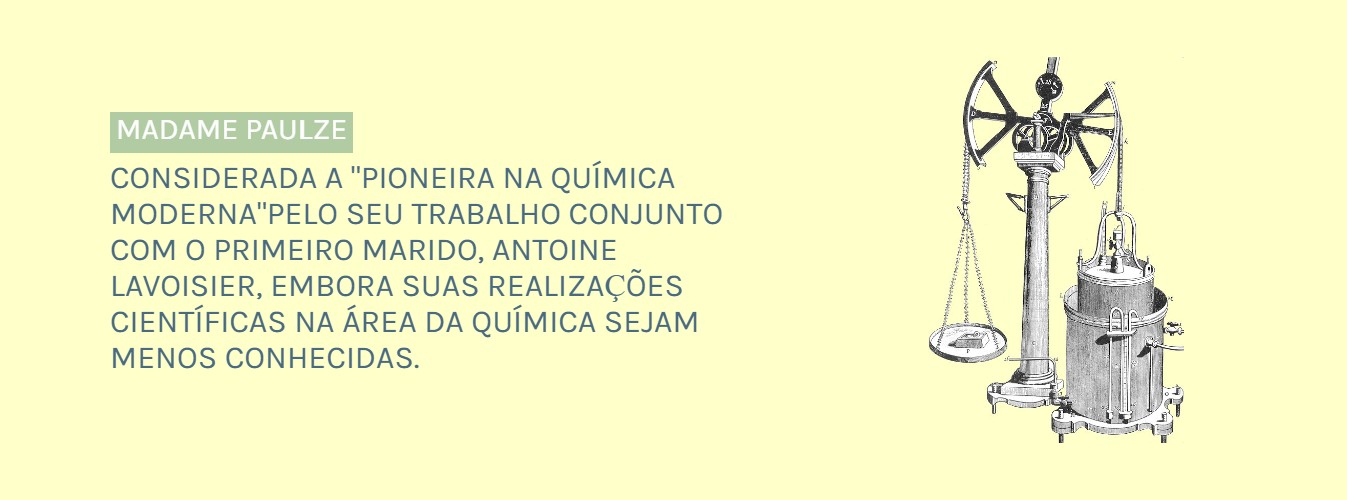 MADAME PAULZE
CONSIDERADA A "PIONEIRA NA QUÍMICA
MODERNA"PELO SEU TRABALHO CONJUNTO
COM O PRIMEIRO MARIDO, ANTOINE
LAVOISIER, EMBORA SUAS REALIZAÇÕES
CIENTÍFICAS NA ÁREA DA QUÍMICA SEJAM
MENOS CONHECIDAS.